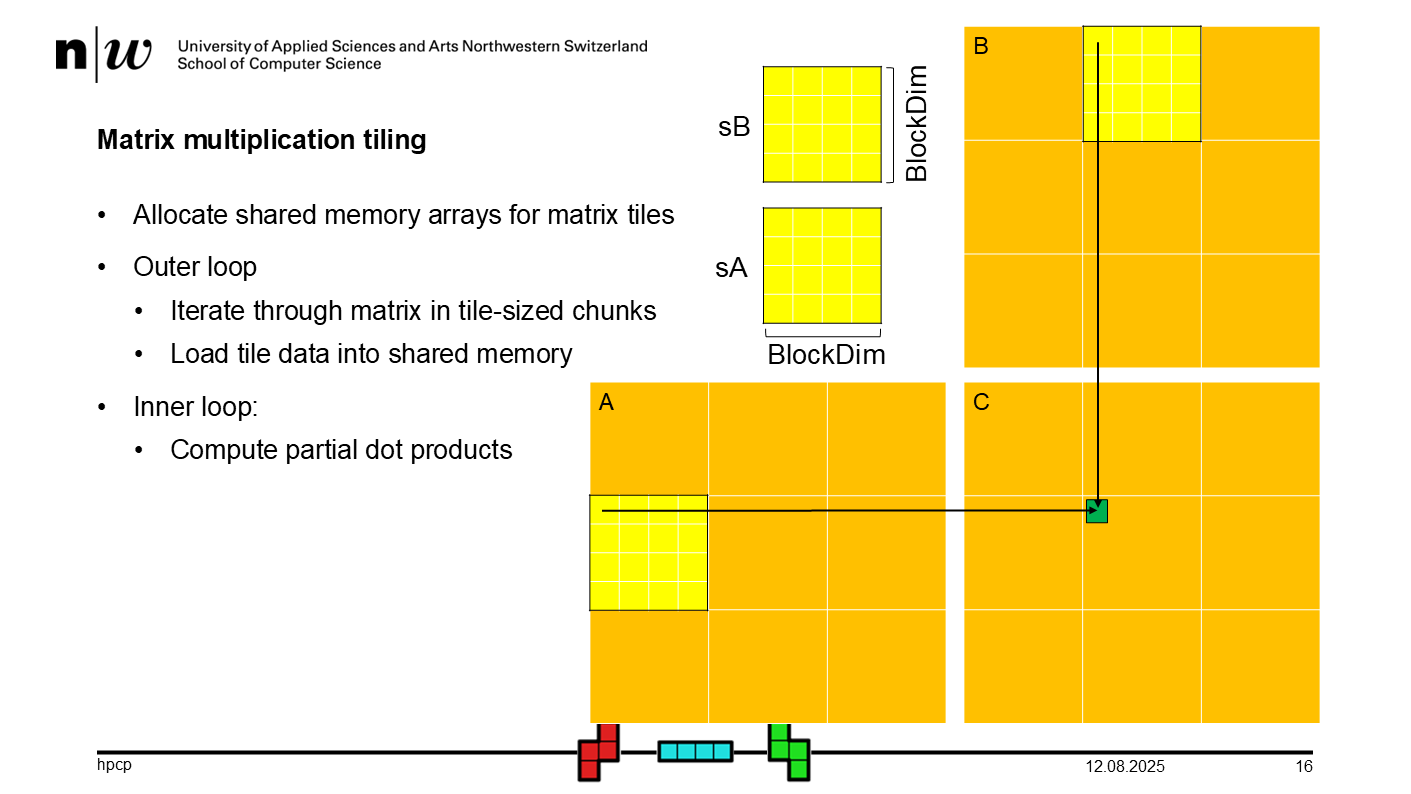 n|w University of Applied Sciences and Arts Northwestern Switzerland
School of Computer Science
Matrix multiplication tiling
• Allocate shared memory arrays for matrix tiles
• Outer loop
• Iterate through matrix in tile-sized chunks
• Load tile data into shared memory
• Inner loop:
• Compute partial dot products
sB
BlockDim
sA
BlockDim
B
A
C
hpcp
12.08.2025
16